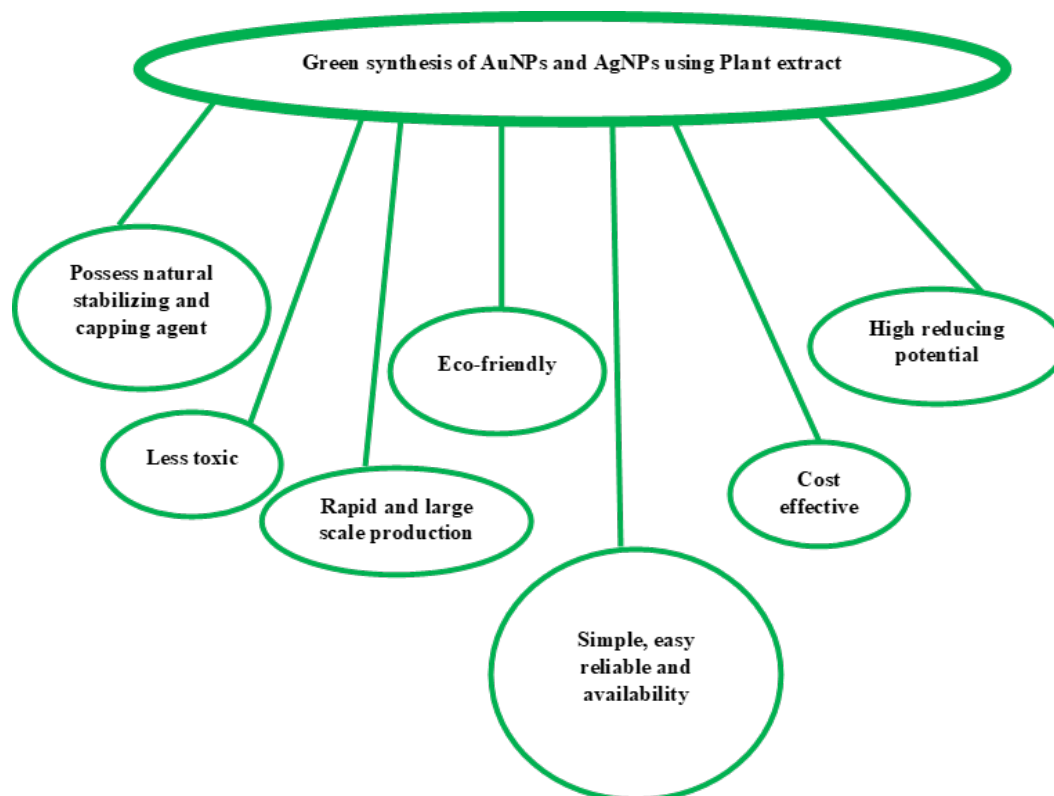 Green synthesis of AuNPs and AgNPs using Plant extract
Possess natural
stabilizing and
capping agent
Less toxic
Rapid and large
scale production
Eco-friendly
Simple, easy
reliable and
availability
Cost
effective
High reducing
potential